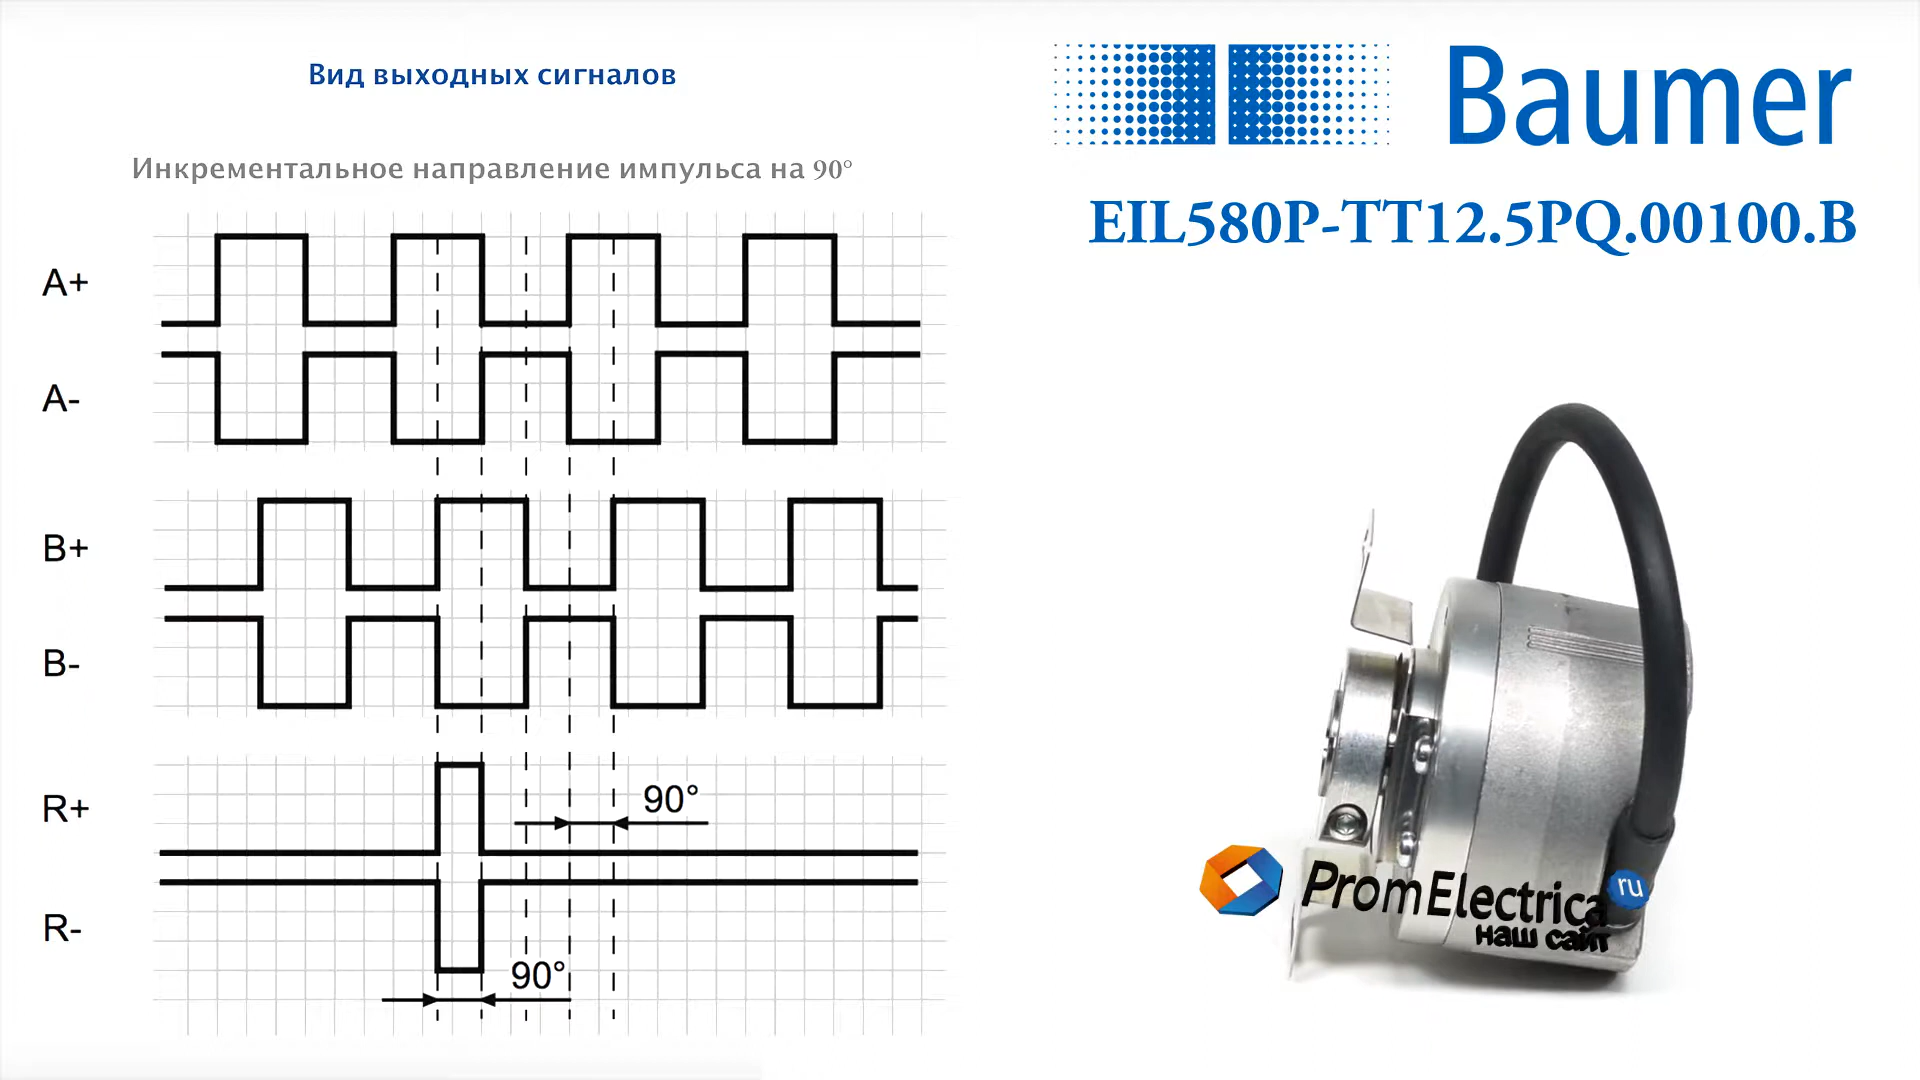 Вид выходных сигналов
Инкрементальное направление импульса на 90°
A+
A-
B+
B-
R+
90°
R-
90°
Baumer
EIL580P-TT12.5PQ.00100.B
PromElectrica ru
наш сайт